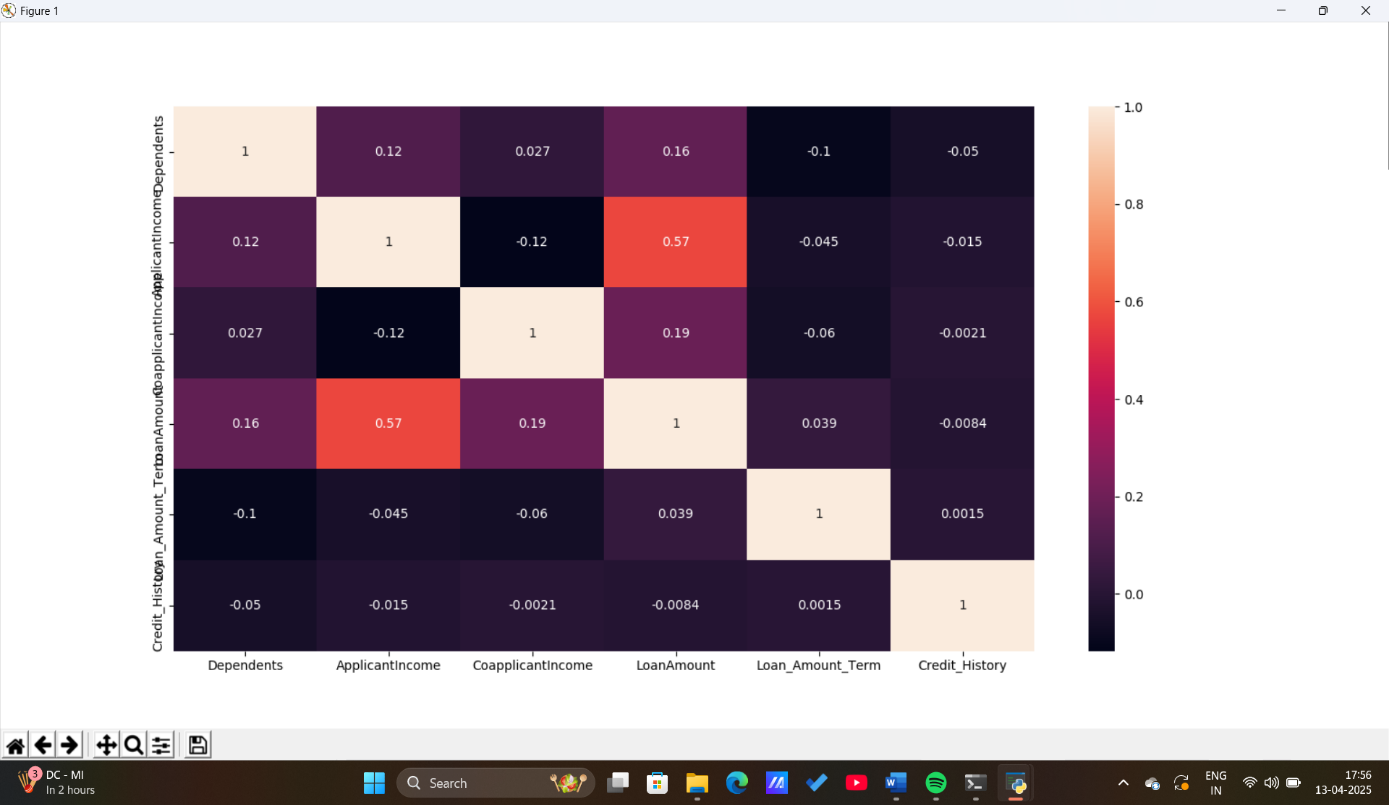 Figure 1
Dependents
1
0.12
0.027
0.16
-0.1
-0.05
1.0
ApplicantIncome
0.12
1
-0.12
0.57
-0.045
-0.015
0.8
CoapplicantIncome
0.027
-0.12
1
0.19
-0.06
-0.0021
0.6
LoanAmount
0.16
0.57
0.19
1
0.039
-0.0084
0.4
Loan_Amount_Term
-0.1
-0.045
-0.06
0.039
1
0.0015
0.2
Credit_History
-0.05
-0.015
-0.0021
-0.0084
0.0015
1
0.0
Dependents
ApplicantIncome
CoapplicantIncome
LoanAmount
Loan_Amount_Term
Credit_History
3
DC - MI
In 2 hours
Search
W
ENG
IN
17:56
13-04-2025